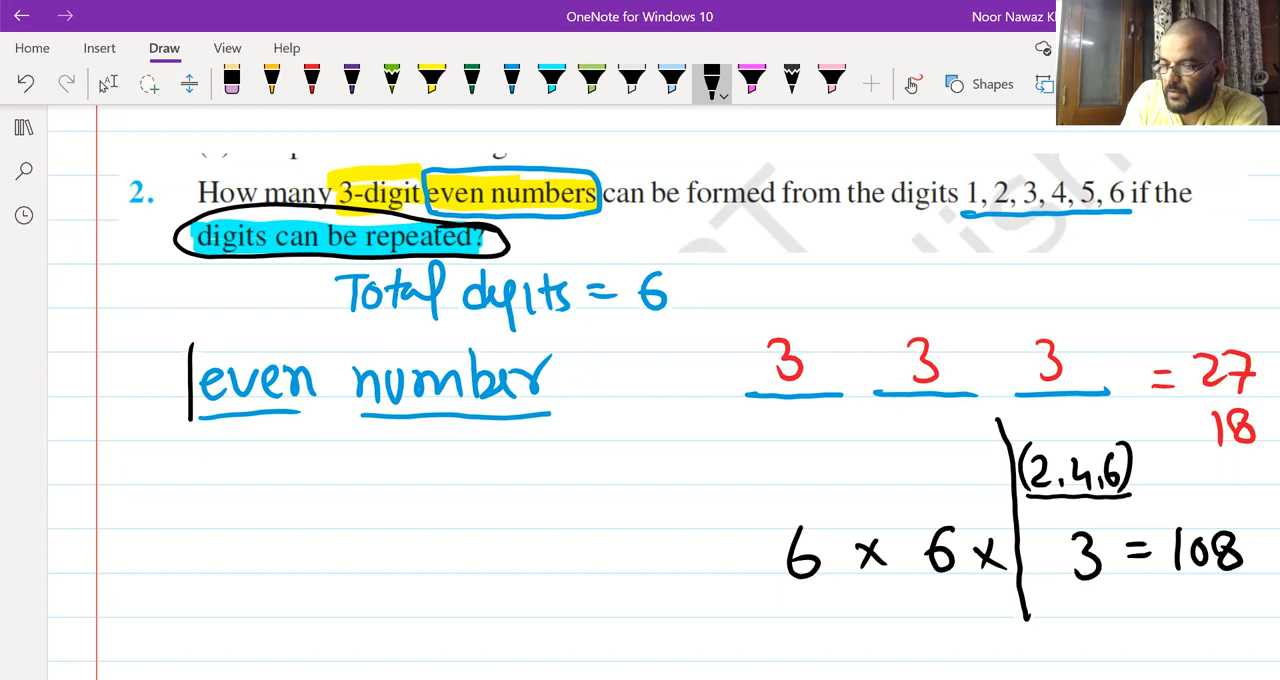 OneNote for Windows 10
Noor Nawaz Kh
Home Insert Draw View Help
Shapes
2. How many 3-digit even numbers can be formed from the digits 1, 2, 3, 4, 5, 6 if the
digits can be repeated?
Total digits = 6
even number 3 3 3 = 27
18
(2,4,6)
6 × 6 × 3 = 108